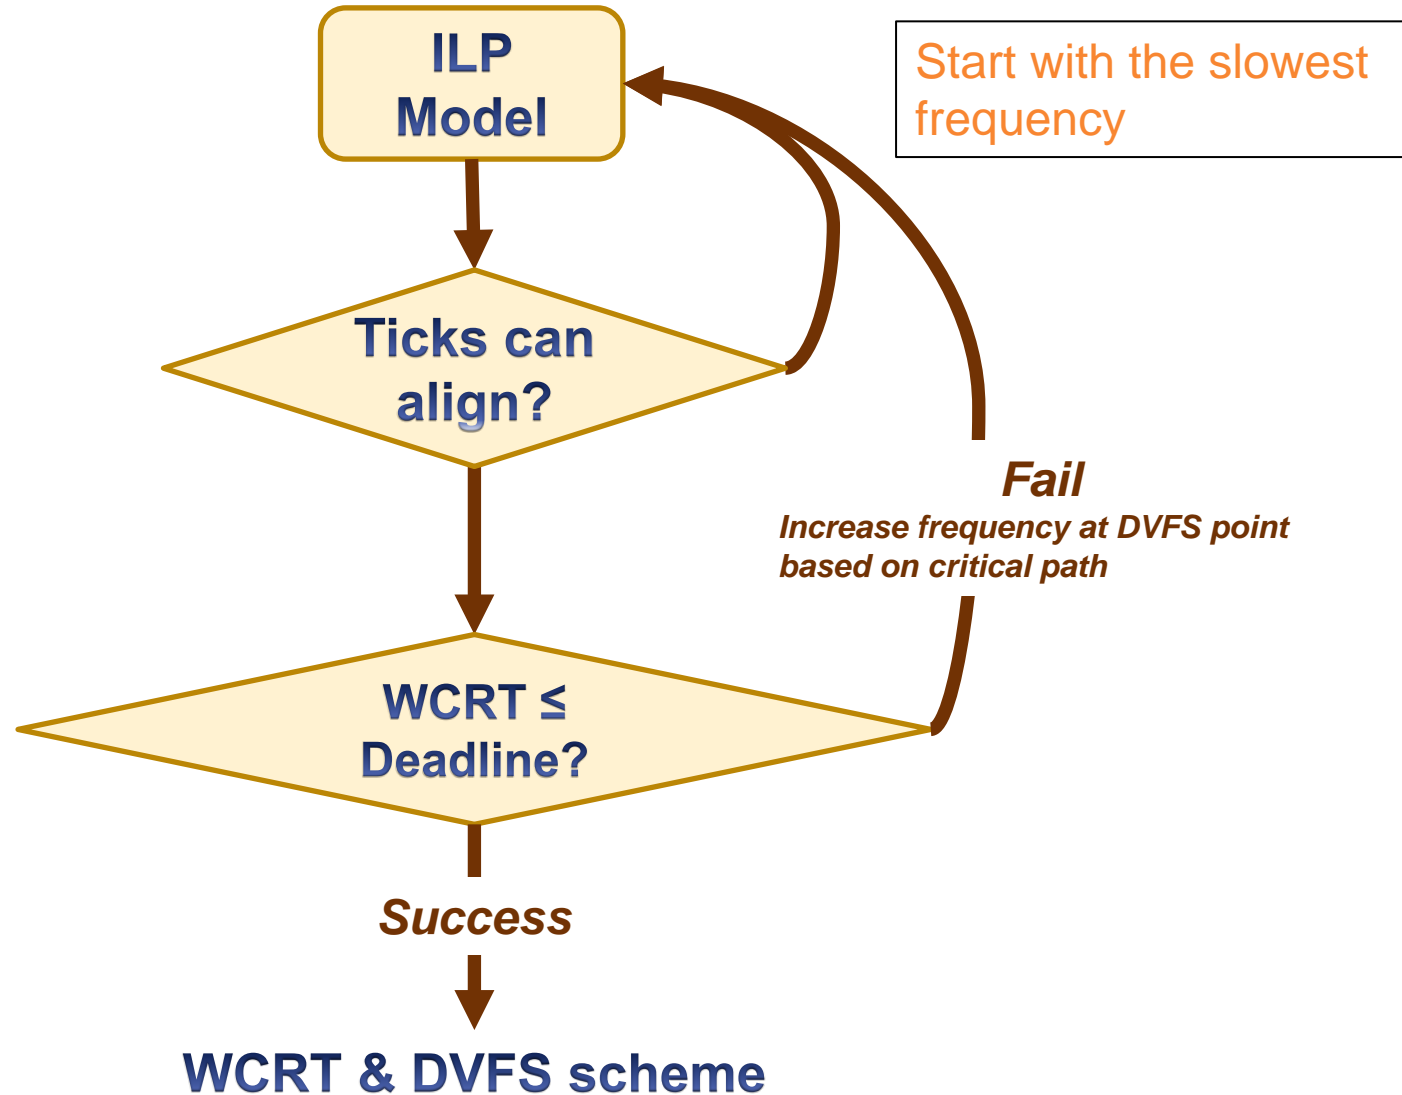 ILP
Model
Start with the slowest
frequency
Ticks can
align?
Fail
Increase frequency at DVFS point
based on critical path
WCRT ≤
Deadline?
Success
WCRT & DVFS scheme